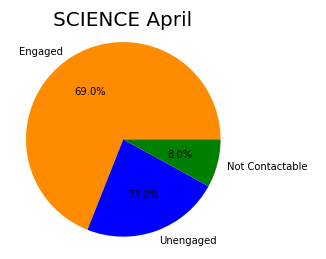 SCIENCE April
Engaged
69.0%
8.0%
Not Contactable
23.0%
Unengaged